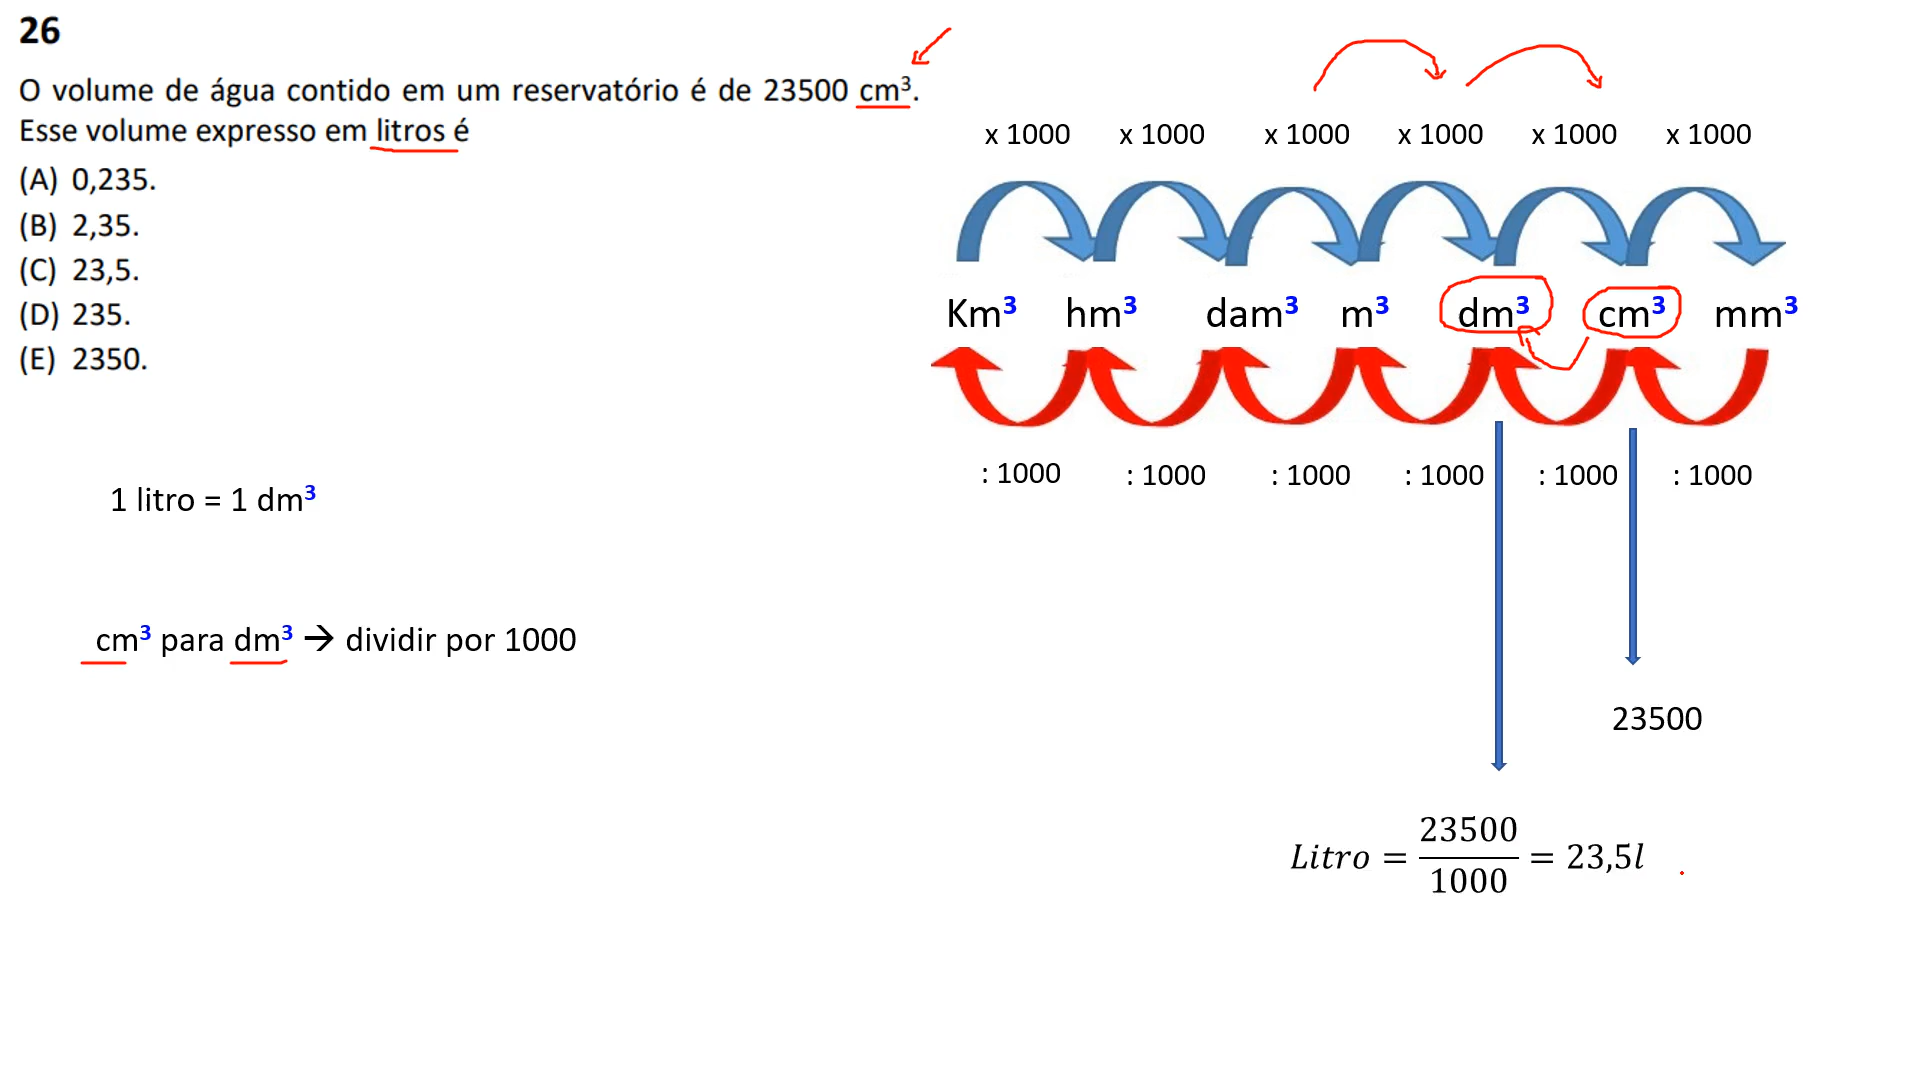 26
O volume de água contido em um reservatório é de 23500 cm³.
Esse volume expresso em litros é
(A) 0,235.
(B) 2,35.
(C) 23,5.
(D) 235.
(E) 2350.
x 1000 x 1000 x 1000 x 1000 x 1000 x 1000
Km³ hm³ dam³ m³ dm³ cm³ mm³
: 1000 : 1000 : 1000 : 1000 : 1000 : 1000
1 litro = 1 dm³
cm³ para dm³ → dividir por 1000
23500
Litro = 23500/1000 = 23,5l